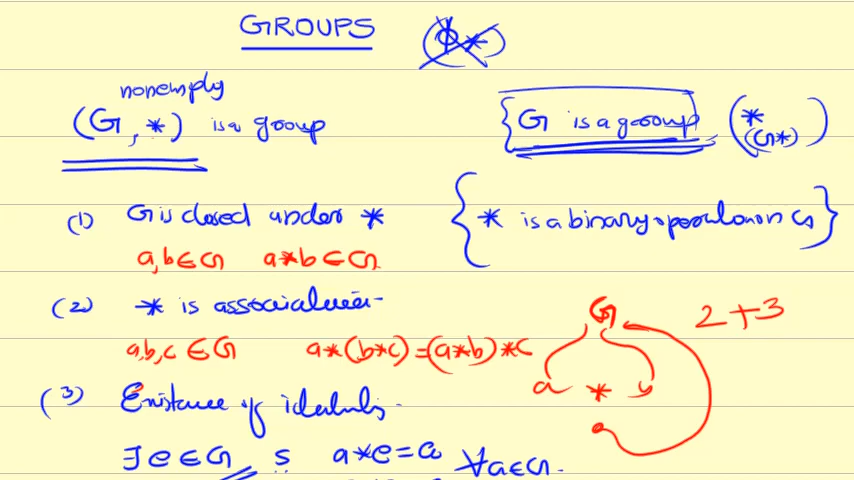 GROUPS (ϕ *)
nonempty
(G, *) is a group
{G is a group (*
(G*))
(1) G is closed under *
{* is a binary operation on G}
a,b∈G a*b∈G
(2) * is associative
a,b,c ∈G a*(b*c)=(a*b)*c
G 2+3
a * y
(3) Existance of identity
∃e∈G s a*e=a ∀a∈G.